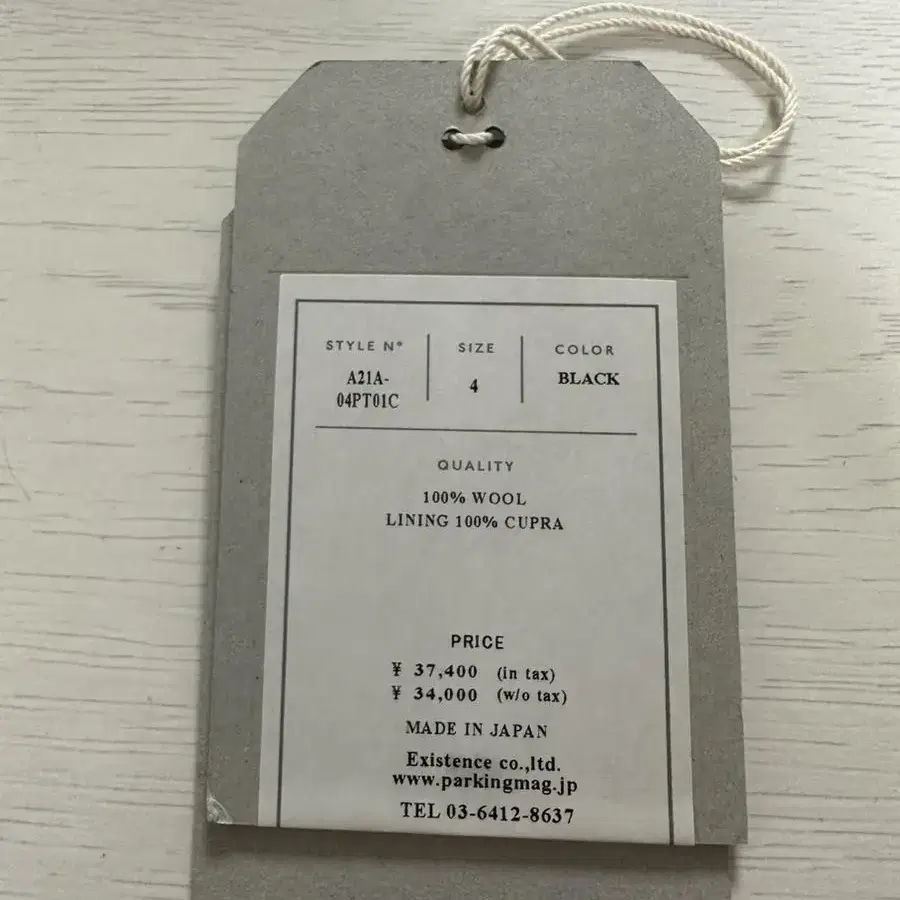 STYLE N° SIZE COLOR
A21A- 4 BLACK
04PT01C
QUALITY
100% WOOL
LINING 100% CUPRA
PRICE
¥ 37,400 (in tax)
¥ 34,000 (w/o tax)
MADE IN JAPAN
Existence co.,ltd.
www.parkingmag.jp
TEL 03-6412-8637